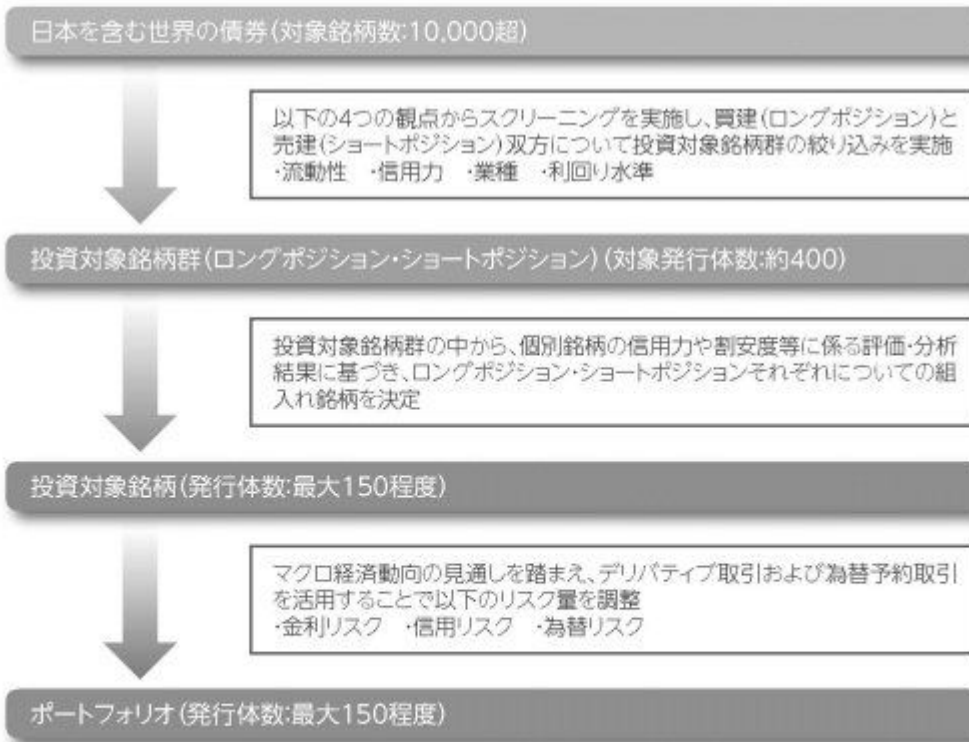 日本を含む世界の債券(対象銘柄数:10,000超)
以下の4つの観点からスクリーニングを実施し、買建(ロングポジション)と
売建(ショートポジション)双方について投資対象銘柄群の絞り込みを実施
・流動性 ・信用力 ・業種 ・利回り水準
投資対象銘柄群(ロングポジション・ショートポジション)(対象発行体数:約400)
投資対象銘柄群の中から、個別銘柄の信用力や割安度等に係る評価・分析
結果に基づき、ロングポジション・ショートポジションそれぞれについての組
入れ銘柄を決定
投資対象銘柄(発行体数:最大150程度)
マクロ経済動向の見通しを踏まえ、デリバティブ取引および為替予約取引
を活用することで以下のリスク量を調整
・金利リスク ・信用リスク ・為替リスク
ポートフォリオ(発行体数:最大150程度)